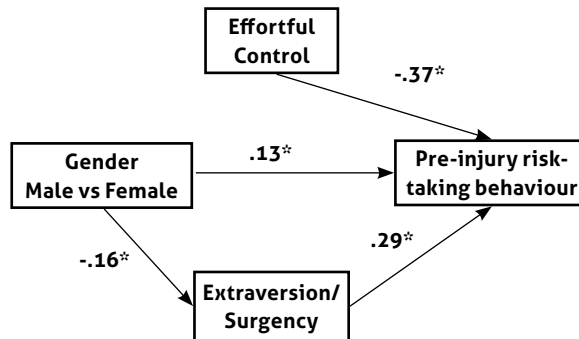 Effortful
Control
-.37*
Gender
Male vs Female
.13*
Pre-injury risk-
taking behaviour
-.16*
.29*
Extraversion/
Surgency